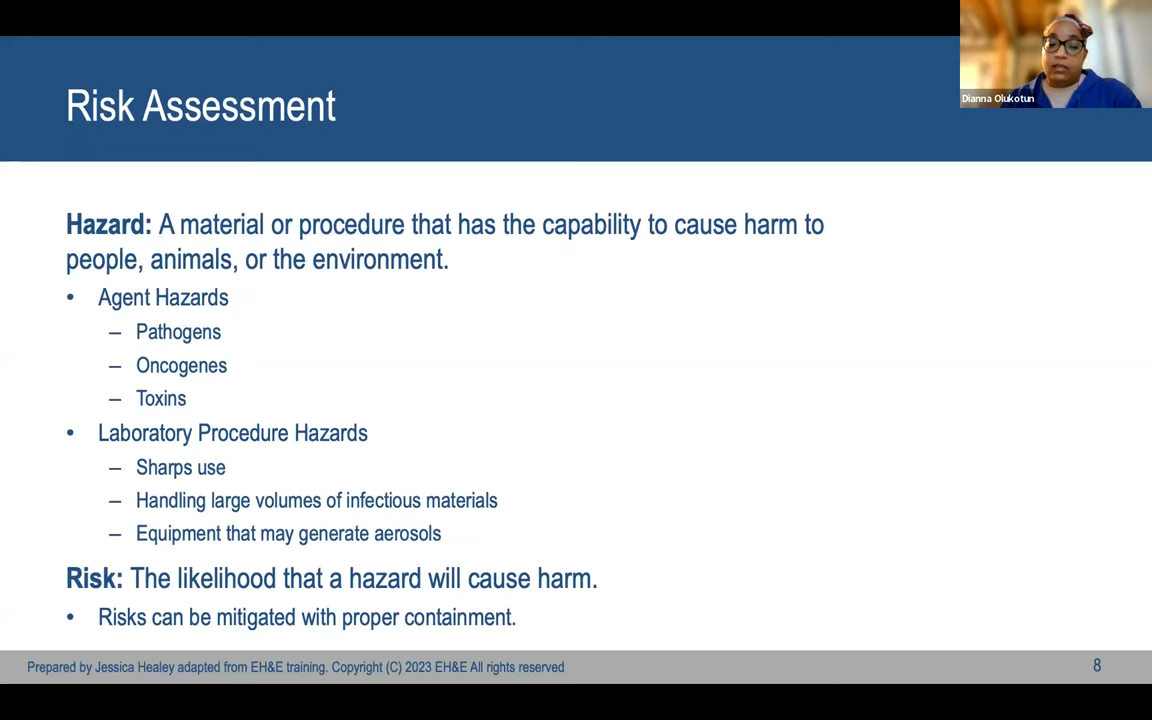 Risk Assessment
Dianna Olukotun
Hazard: A material or procedure that has the capability to cause harm to
people, animals, or the environment.
• Agent Hazards
– Pathogens
– Oncogenes
– Toxins
• Laboratory Procedure Hazards
– Sharps use
– Handling large volumes of infectious materials
– Equipment that may generate aerosols
Risk: The likelihood that a hazard will cause harm.
• Risks can be mitigated with proper containment.
Prepared by Jessica Healey adapted from EH&E training. Copyright (C) 2023 EH&E All rights reserved
8